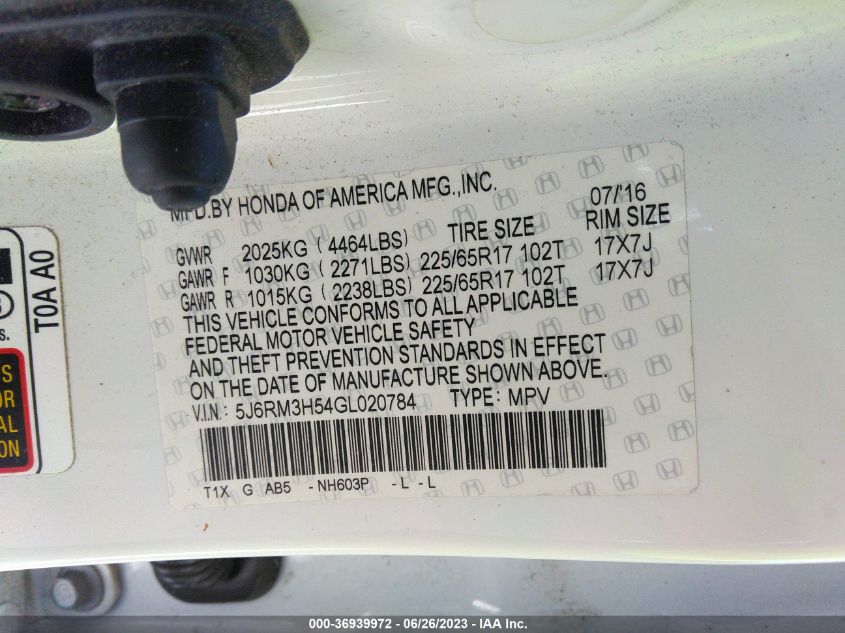 MFD.BY HONDA OF AMERICA MFG.,INC. 07/'16
GVWR 2025KG ( 4464LBS) TIRE SIZE RIM SIZE
GAWR F 1030KG ( 2271LBS) 225/65R17 102T 17X7J
GAWR R 1015KG ( 2238LBS) 225/65R17 102T 17X7J
THIS VEHICLE CONFORMS TO ALL APPLICABLE
FEDERAL MOTOR VEHICLE SAFETY
AND THEFT PREVENTION STANDARDS IN EFFECT
ON THE DATE OF MANUFACTURE SHOWN ABOVE.
V.I.N: 5J6RM3H54GL020784 TYPE: MPV
T1X G AB5 -NH603P -L -L
T0A A0
000-36939972 / 06/26/2023 / IAA Inc.